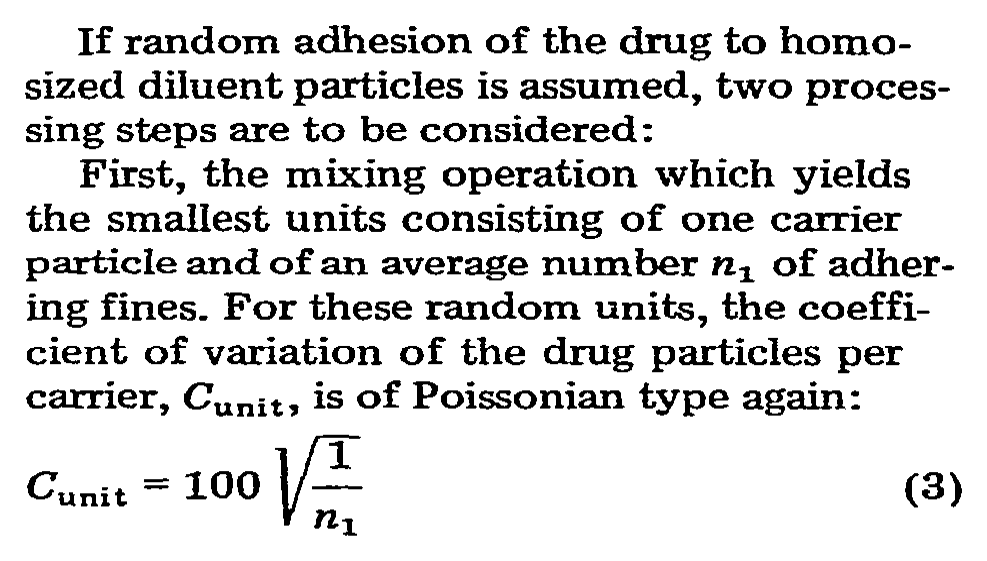 If random adhesion of the drug to homo-
sized diluent particles is assumed, two proces-
sing steps are to be considered:
First, the mixing operation which yields
the smallest units consisting of one carrier
particle and of an average number n₁ of adher-
ing fines. For these random units, the coeffi-
cient of variation of the drug particles per
carrier, C_unit, is of Poissonian type again:
C_unit = 100 √(1/n₁) (3)